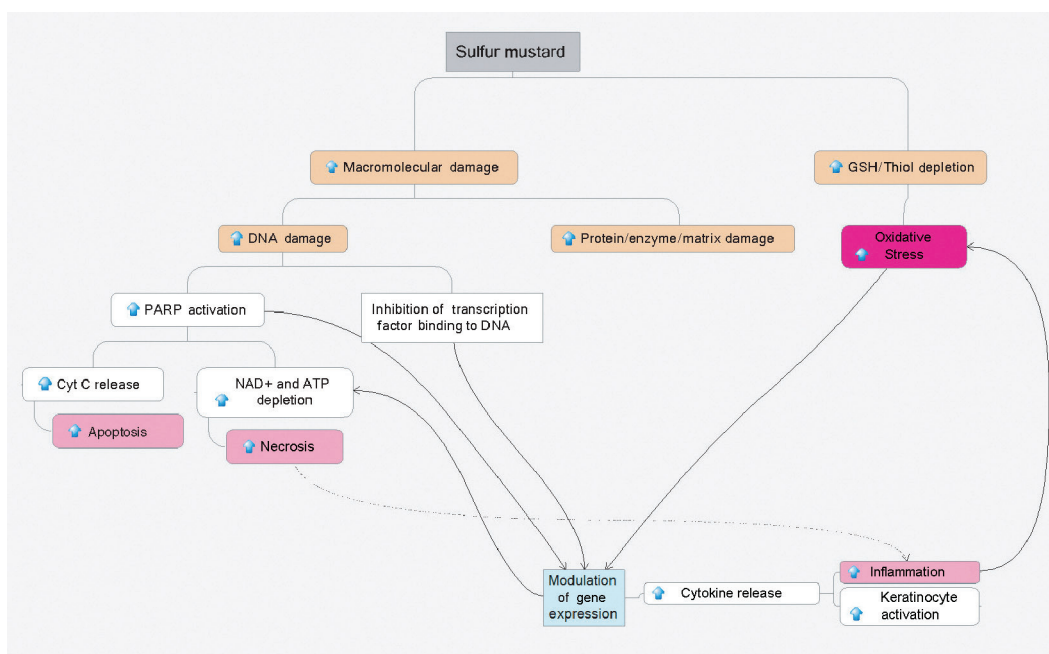 Sulfur mustard
Macromolecular damage
GSH/Thiol depletion
DNA damage
Protein/enzyme/matrix damage
Oxidative
Stress
PARP activation
Inhibition of transcription
factor binding to DNA
Cyt C release
NAD+ and ATP
depletion
Apoptosis
Necrosis
Modulation
of gene
expression
Cytokine release
Inflammation
Keratinocyte
activation